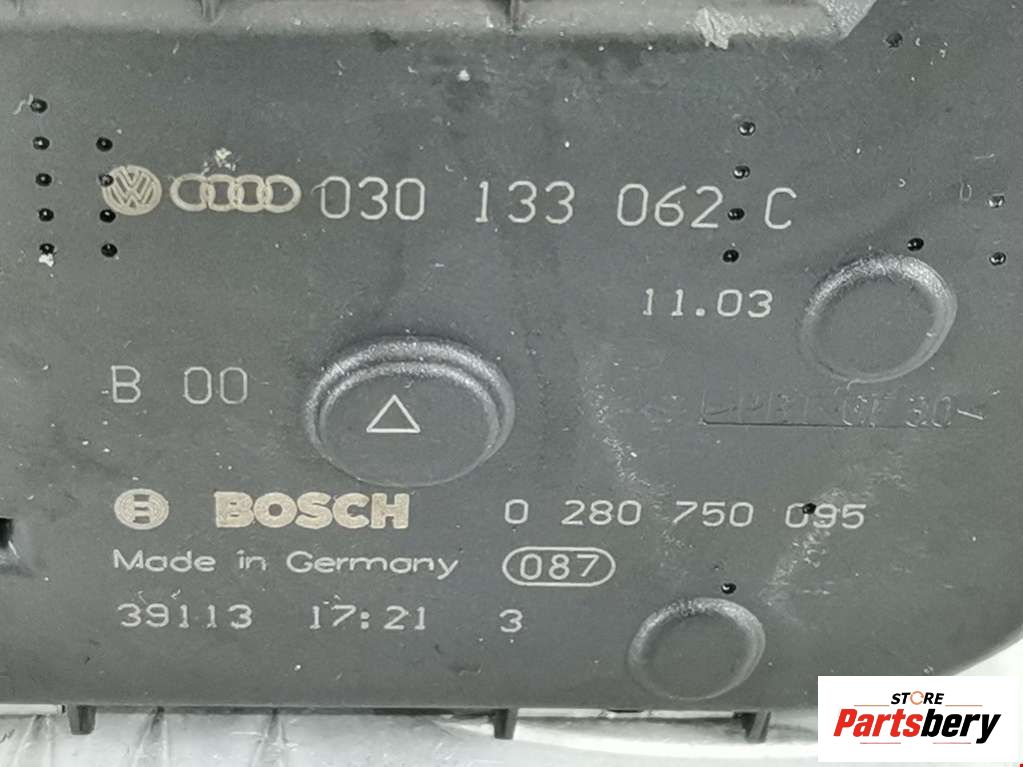 030 133 062 C
11.03
B 00
BOSCH 0 280 750 095
Made in Germany 087
39113 17:21 3
STORE
Partsbery